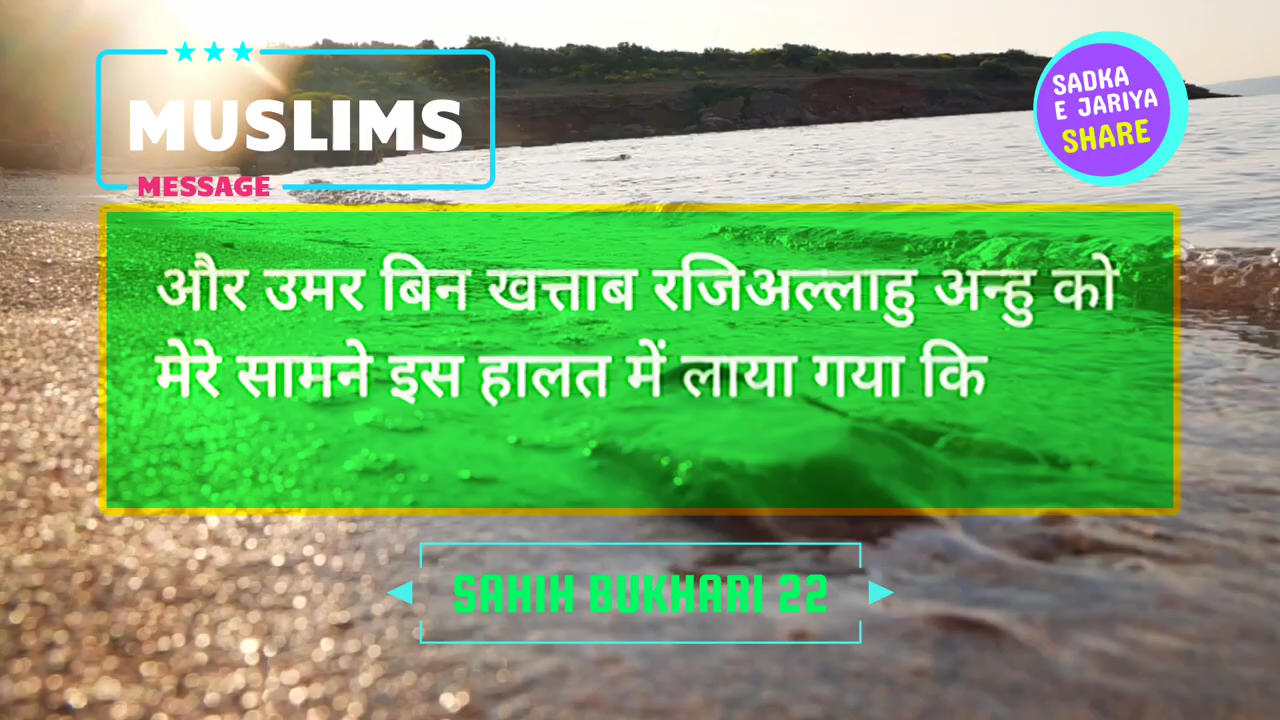 MUSLIMS
MESSAGE
SADKA
E JARIYA
SHARE
और उमर बिन खत्ताब रजिअल्लाहु अन्हु को
मेरे सामने इस हालत में लाया गया कि
SAHIH BUKHARI 22